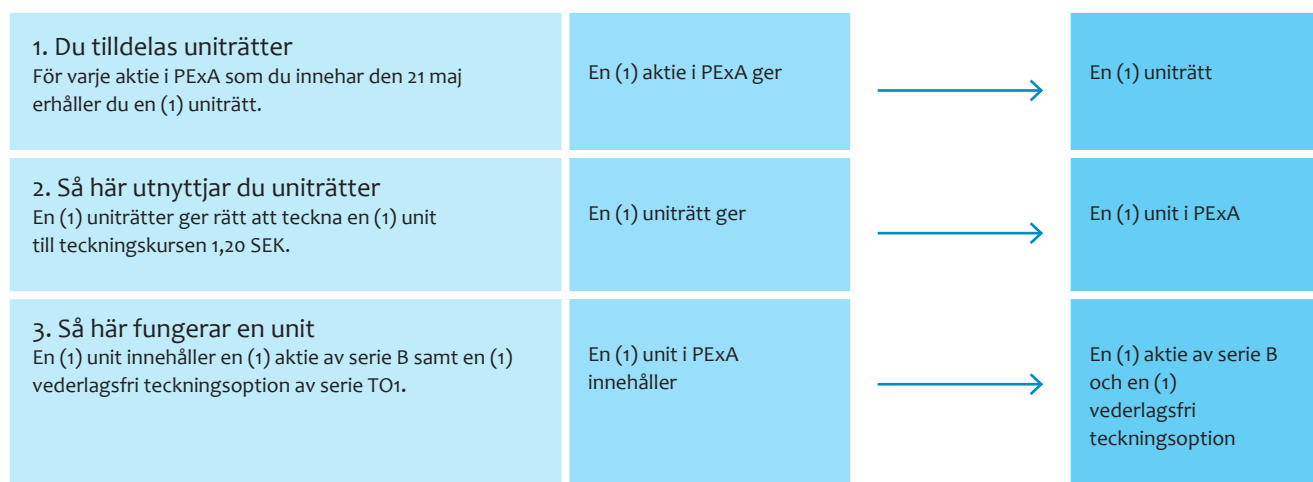 1. Du tilldelas uniträtter
För varje aktie i PExA som du innehar den 21 maj
erhåller du en (1) uniträtt.
En (1) aktie i PExA ger
En (1) uniträtt
2. Så här utnyttjar du uniträtter
En (1) uniträtter ger rätt att teckna en (1) unit
till teckningskursen 1,20 SEK.
En (1) uniträtt ger
En (1) unit i PExA
3. Så här fungerar en unit
En (1) unit innehåller en (1) aktie av serie B samt en (1)
vederlagsfri teckningsoption av serie TO1.
En (1) unit i PExA
innehåller
En (1) aktie av serie B
och en (1)
vederlagsfri
teckningsoption